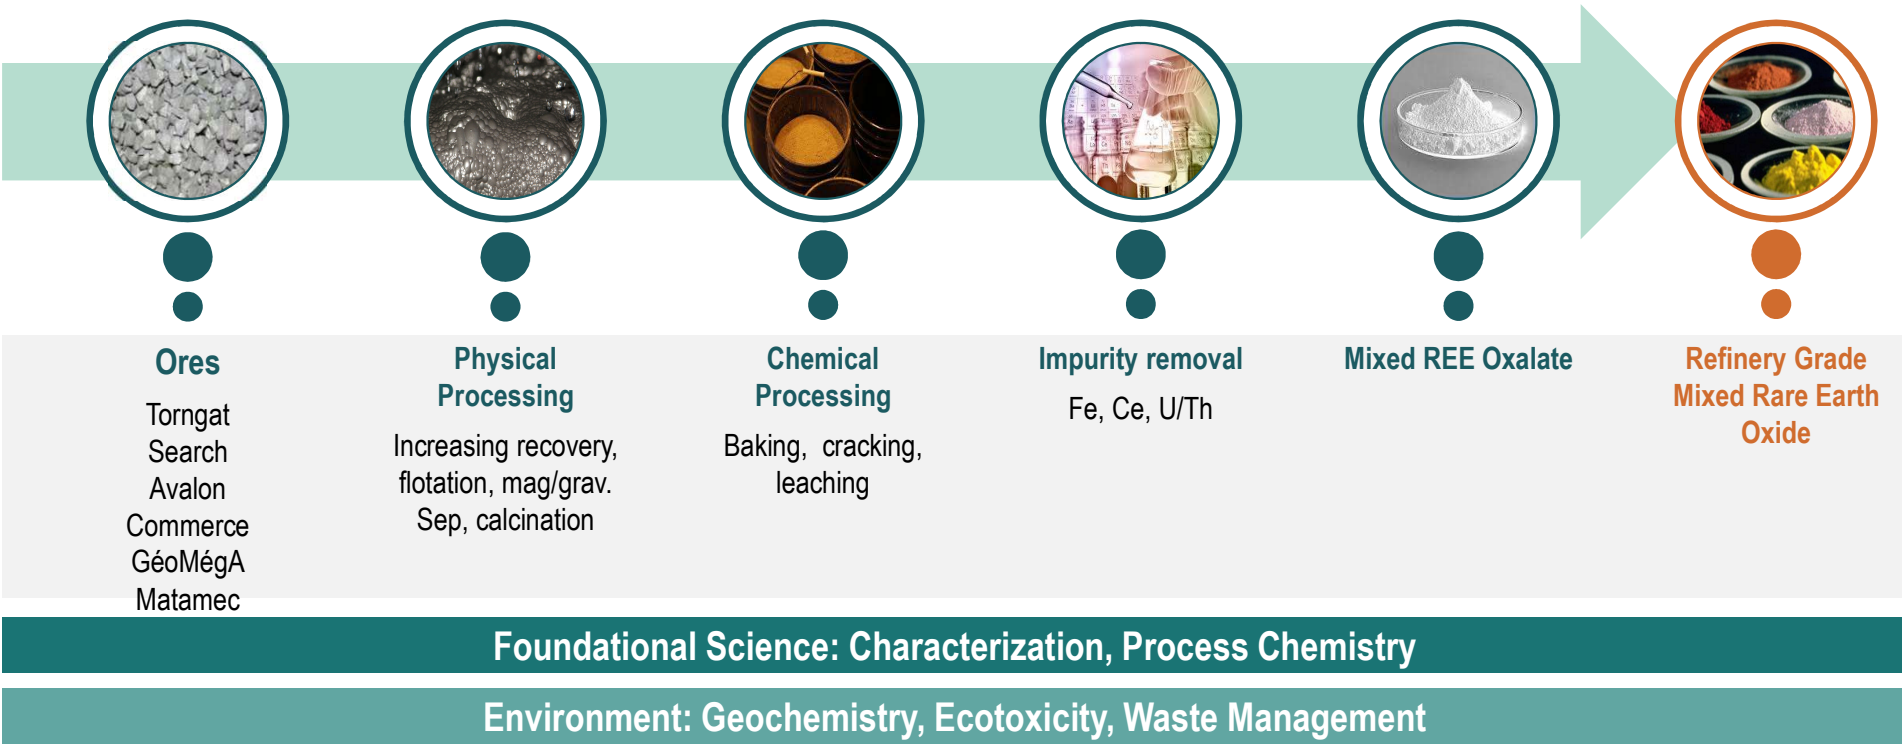 Ores
Torngat
Search
Avalon
Commerce
GéoMégA
Matamec
Physical
Processing
Increasing recovery,
flotation, mag/grav.
Sep, calcination
Chemical
Processing
Baking, cracking,
leaching
Impurity removal
Fe, Ce, U/Th
Mixed REE Oxalate
Refinery Grade
Mixed Rare Earth
Oxide
Foundational Science: Characterization, Process Chemistry
Environment: Geochemistry, Ecotoxicity, Waste Management